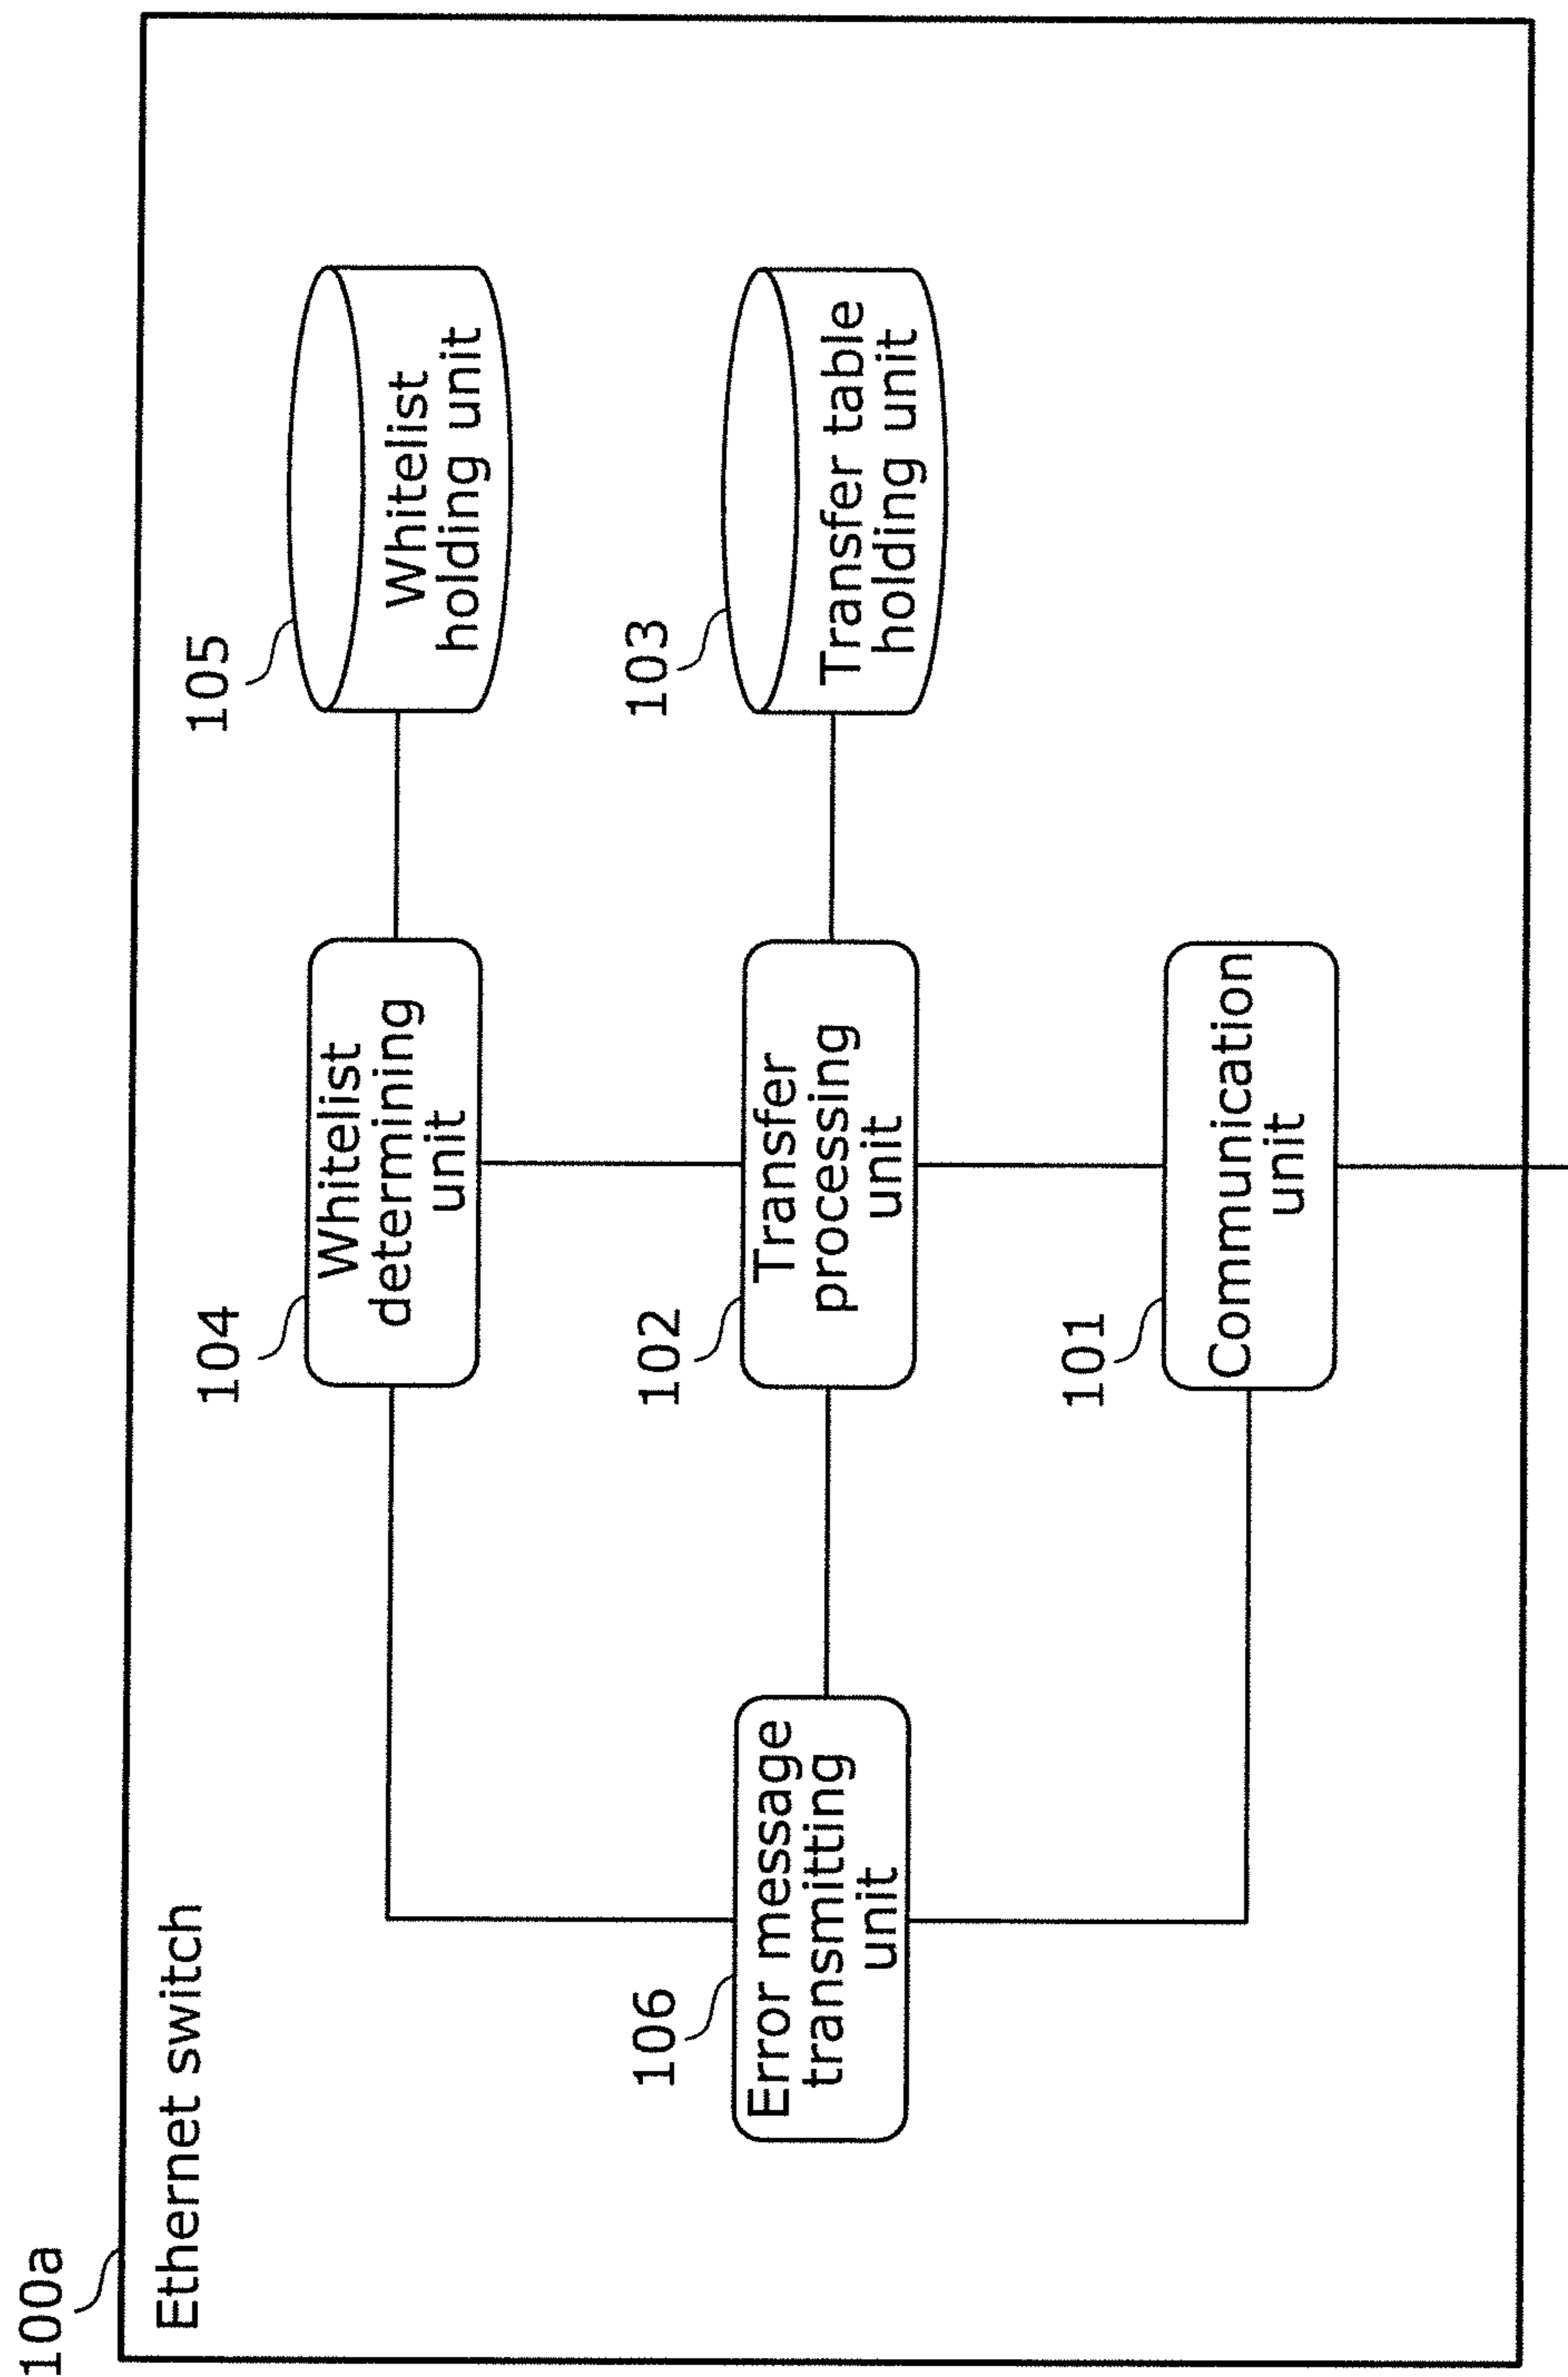 100a
Ethernet switch
104
Whitelist
determining
unit
105
Whitelist
holding unit
106
Error message
transmitting
unit
102
Transfer
processing
unit
103
Transfer table
holding unit
101
Communication
unit